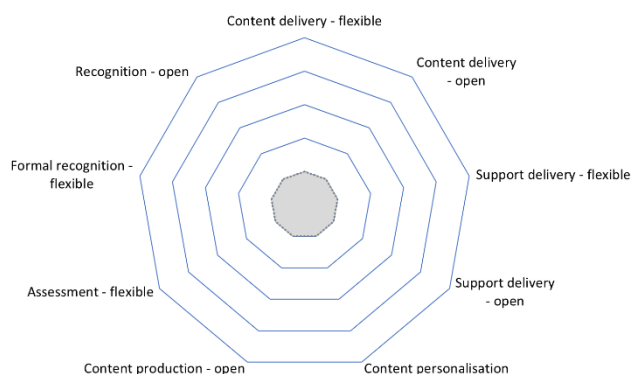 Content delivery - flexible
Content delivery
- open
Recognition - open
Support delivery - flexible
Formal recognition -
flexible
Support delivery
- open
Assessment - flexible
Content production - open
Content personalisation